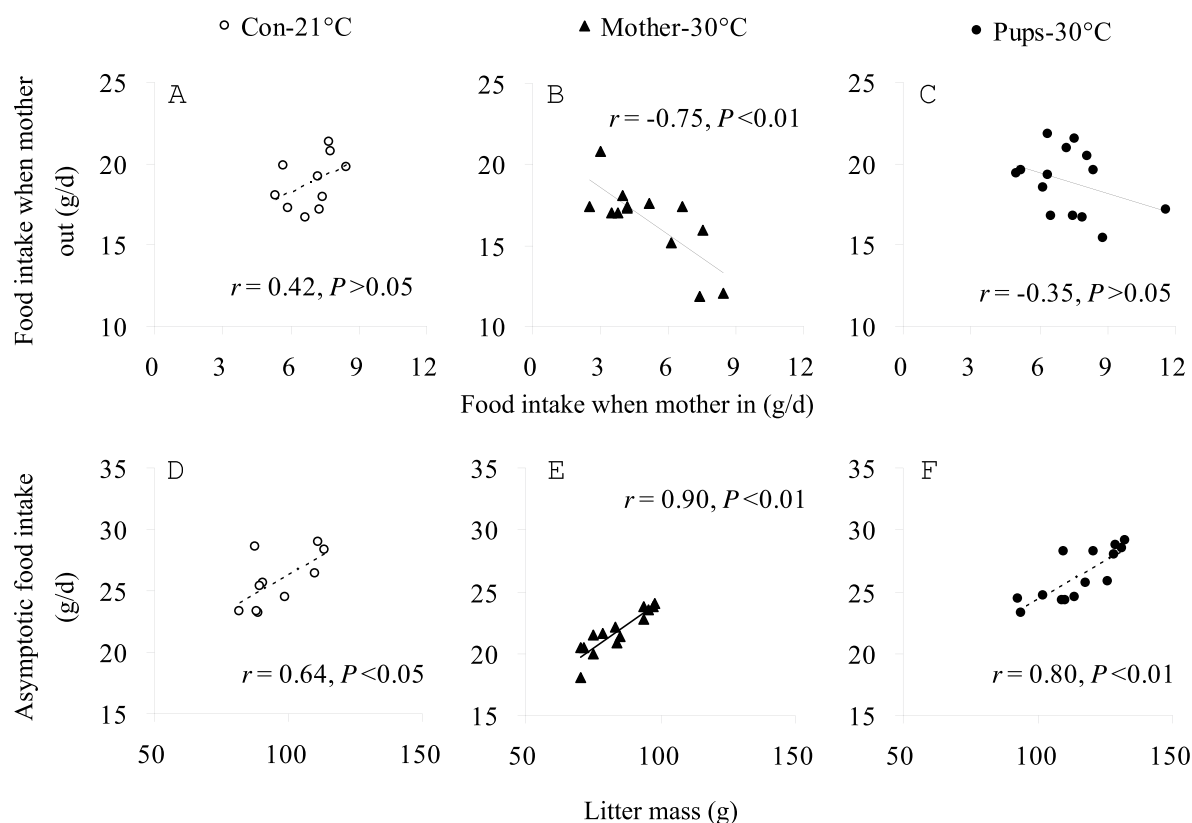 Con-21°C
Mother-30°C
Pups-30°C
Food intake when mother
out (g/d)
A
25
20
15
10
0 3 6 9 12
r = 0.42, P >0.05
B
25
20
15
10
0 3 6 9 12
r = -0.75, P <0.01
C
25
20
15
10
0 3 6 9 12
r = -0.35, P >0.05
Food intake when mother in (g/d)
Asymptotic food intake
(g/d)
D
35
30
25
20
15
50 100 150
r = 0.64, P <0.05
E
35
30
25
20
15
50 100 150
r = 0.90, P <0.01
F
35
30
25
20
15
50 100 150
r = 0.80, P <0.01
Litter mass (g)